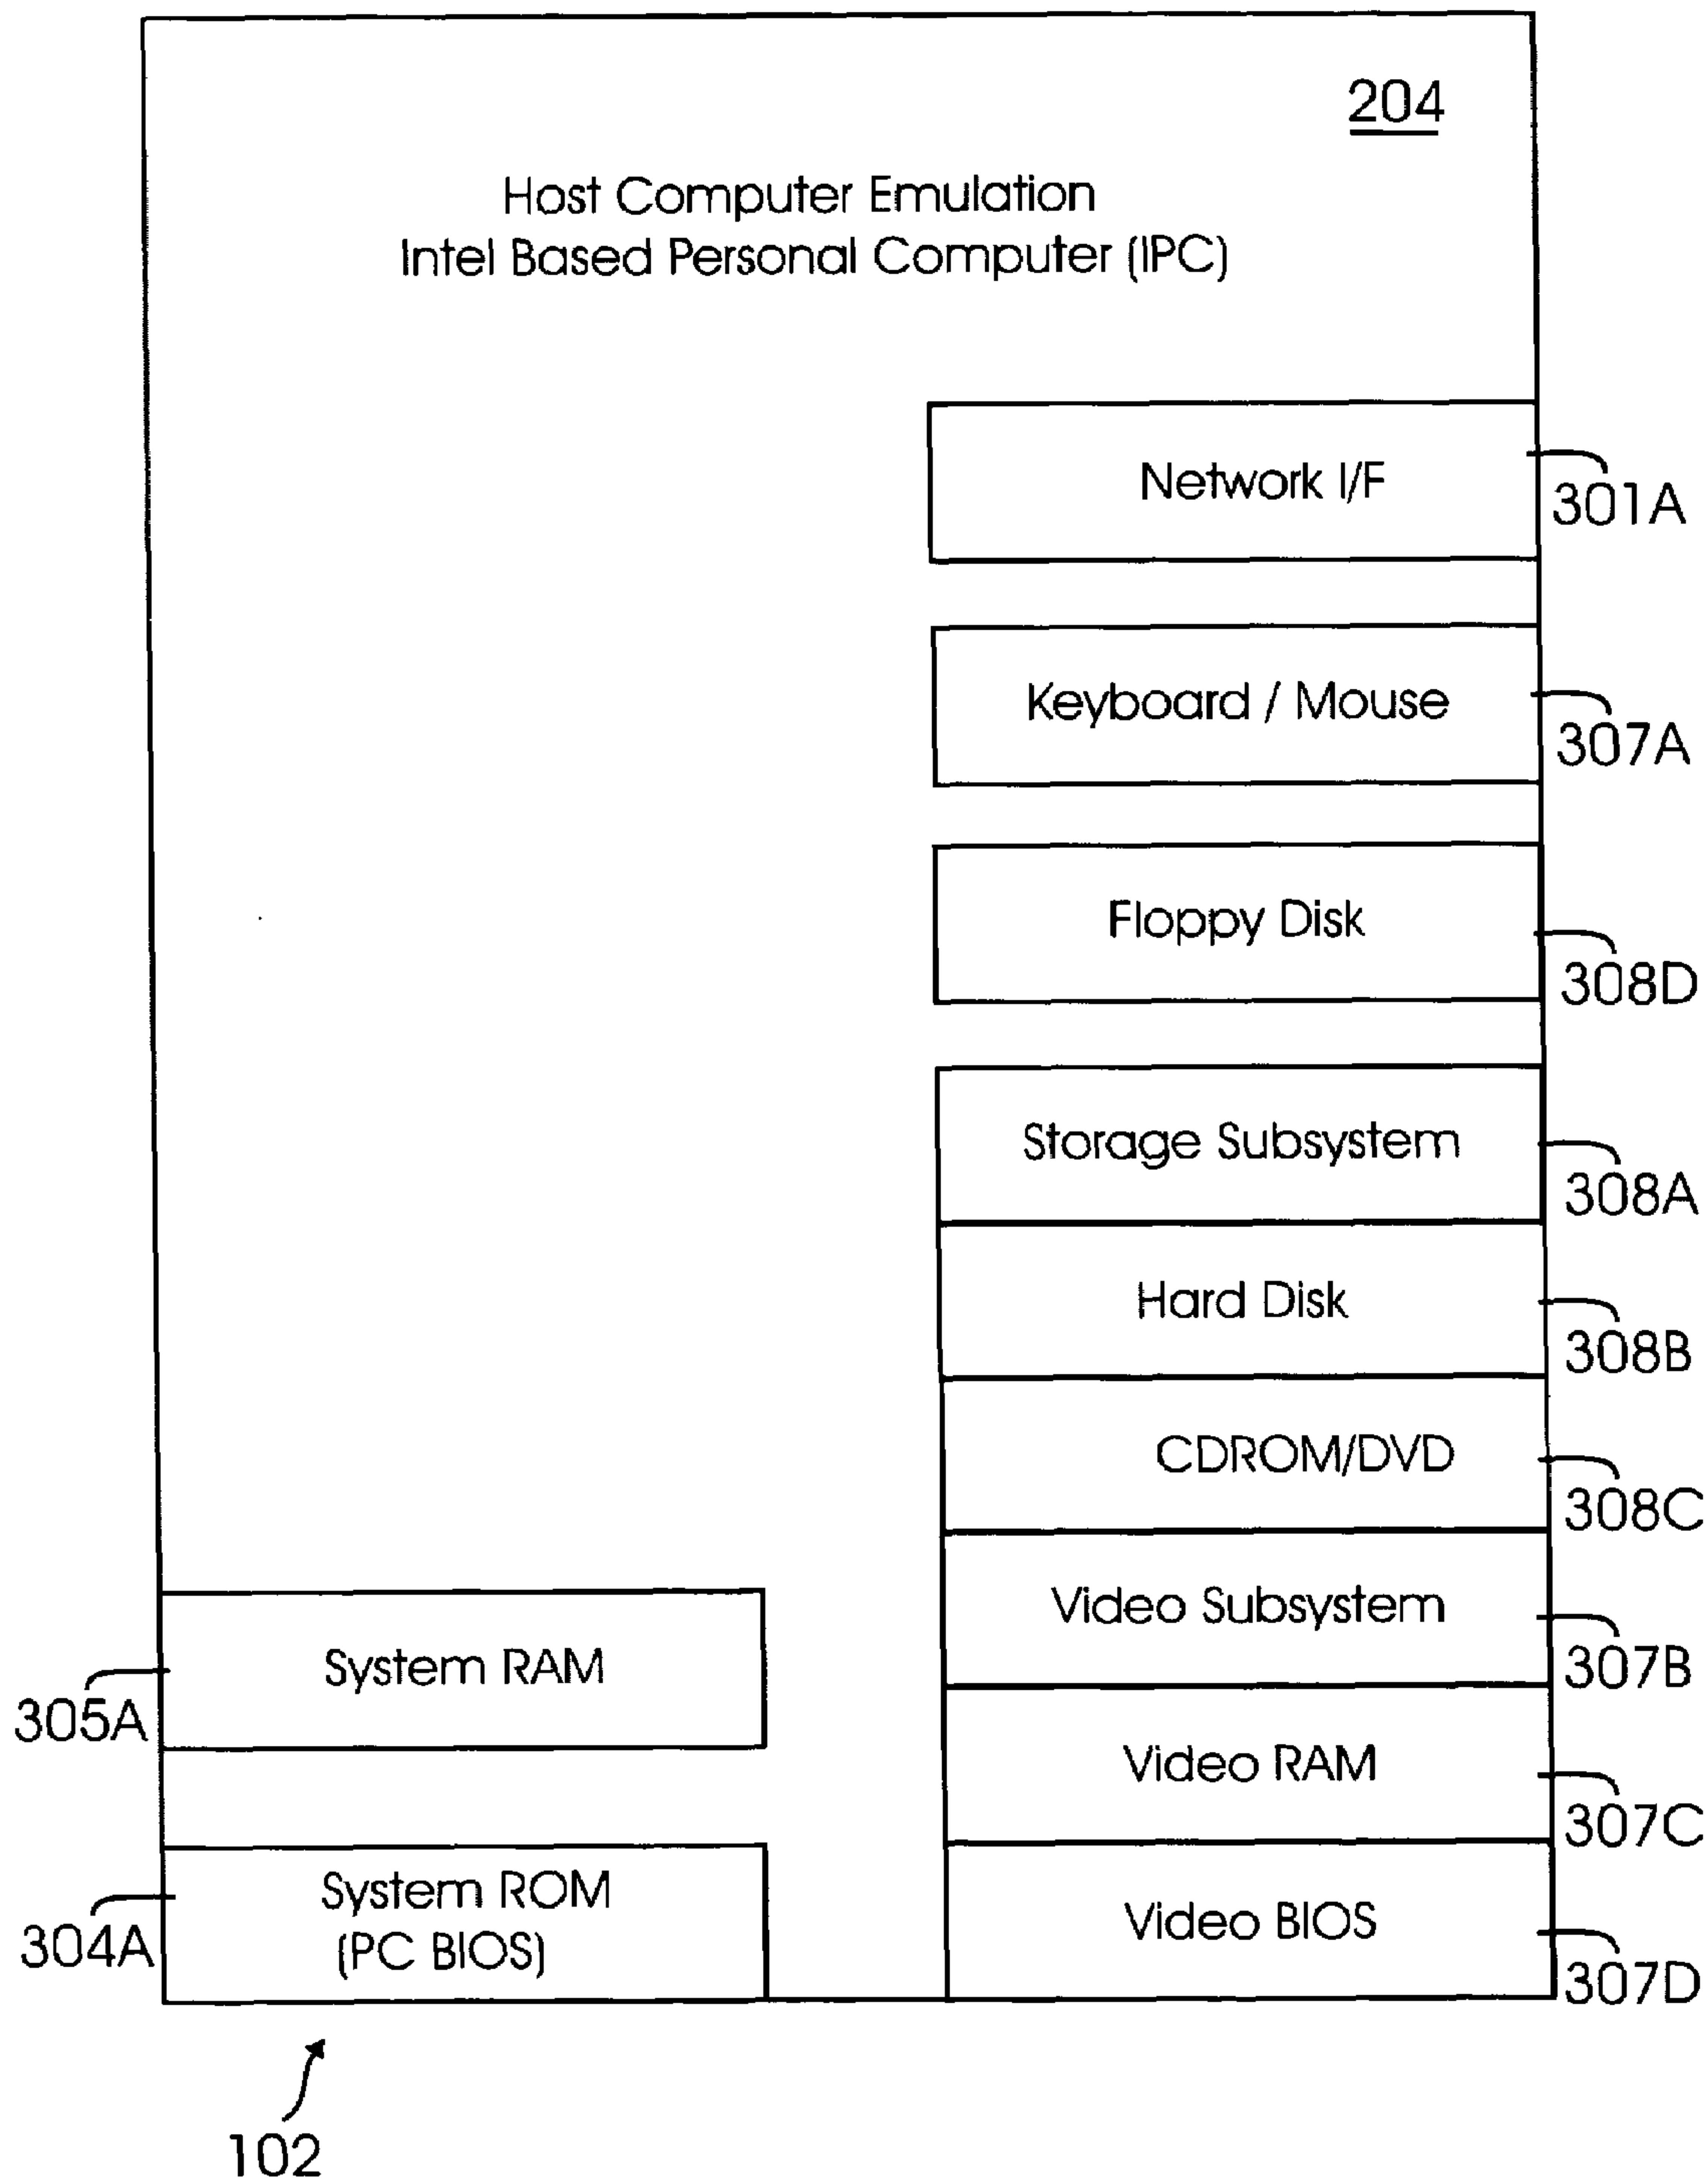 204
Host Computer Emulation
Intel Based Personal Computer (IPC)
Network I/F
301A
Keyboard / Mouse
307A
Floppy Disk
308D
Storage Subsystem
308A
Hard Disk
308B
CDROM/DVD
308C
Video Subsystem
307B
System RAM
305A
Video RAM
307C
System ROM
(PC BIOS)
304A
Video BIOS
307D
102